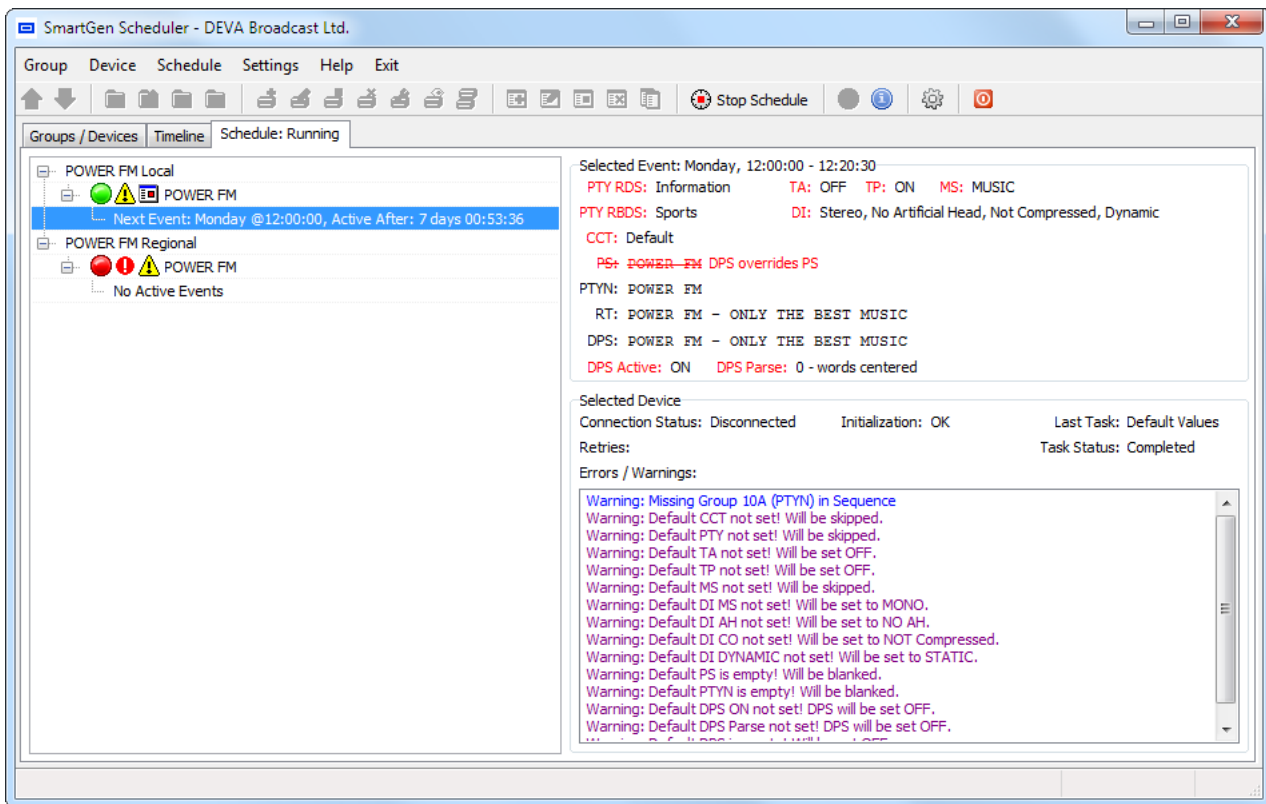 SmartGen Scheduler - DEVA Broadcast Ltd.
Group Device Schedule Settings Help Exit
Stop Schedule
Groups / Devices Timeline Schedule: Running
POWER FM Local
POWER FM
Next Event: Monday @12:00:00, Active After: 7 days 00:53:36
POWER FM Regional
POWER FM
No Active Events
Selected Event: Monday, 12:00:00 - 12:20:30
PTY RDS: Information TA: OFF TP: ON MS: MUSIC
PTY RBDS: Sports DI: Stereo, No Artificial Head, Not Compressed, Dynamic
CCT: Default
PS: POWER FM DPS overrides PS
PTYN: POWER FM
RT: POWER FM - ONLY THE BEST MUSIC
DPS: POWER FM - ONLY THE BEST MUSIC
DPS Active: ON DPS Parse: 0 - words centered
Selected Device
Connection Status: Disconnected Initialization: OK Last Task: Default Values
Retries: Task Status: Completed
Errors / Warnings:
Warning: Missing Group 10A (PTYN) in Sequence
Warning: Default CCT not set! Will be skipped.
Warning: Default PTY not set! Will be skipped.
Warning: Default TA not set! Will be set OFF.
Warning: Default TP not set! Will be set OFF.
Warning: Default MS not set! Will be skipped.
Warning: Default DI MS not set! Will be set to MONO.
Warning: Default DI AH not set! Will be set to NO AH.
Warning: Default DI CO not set! Will be set to NOT Compressed.
Warning: Default DI DYNAMIC not set! Will be set to STATIC.
Warning: Default PS is empty! Will be blanked.
Warning: Default PTYN is empty! Will be blanked.
Warning: Default DPS ON not set! DPS will be set OFF.
Warning: Default DPS Parse not set! DPS will be set OFF.